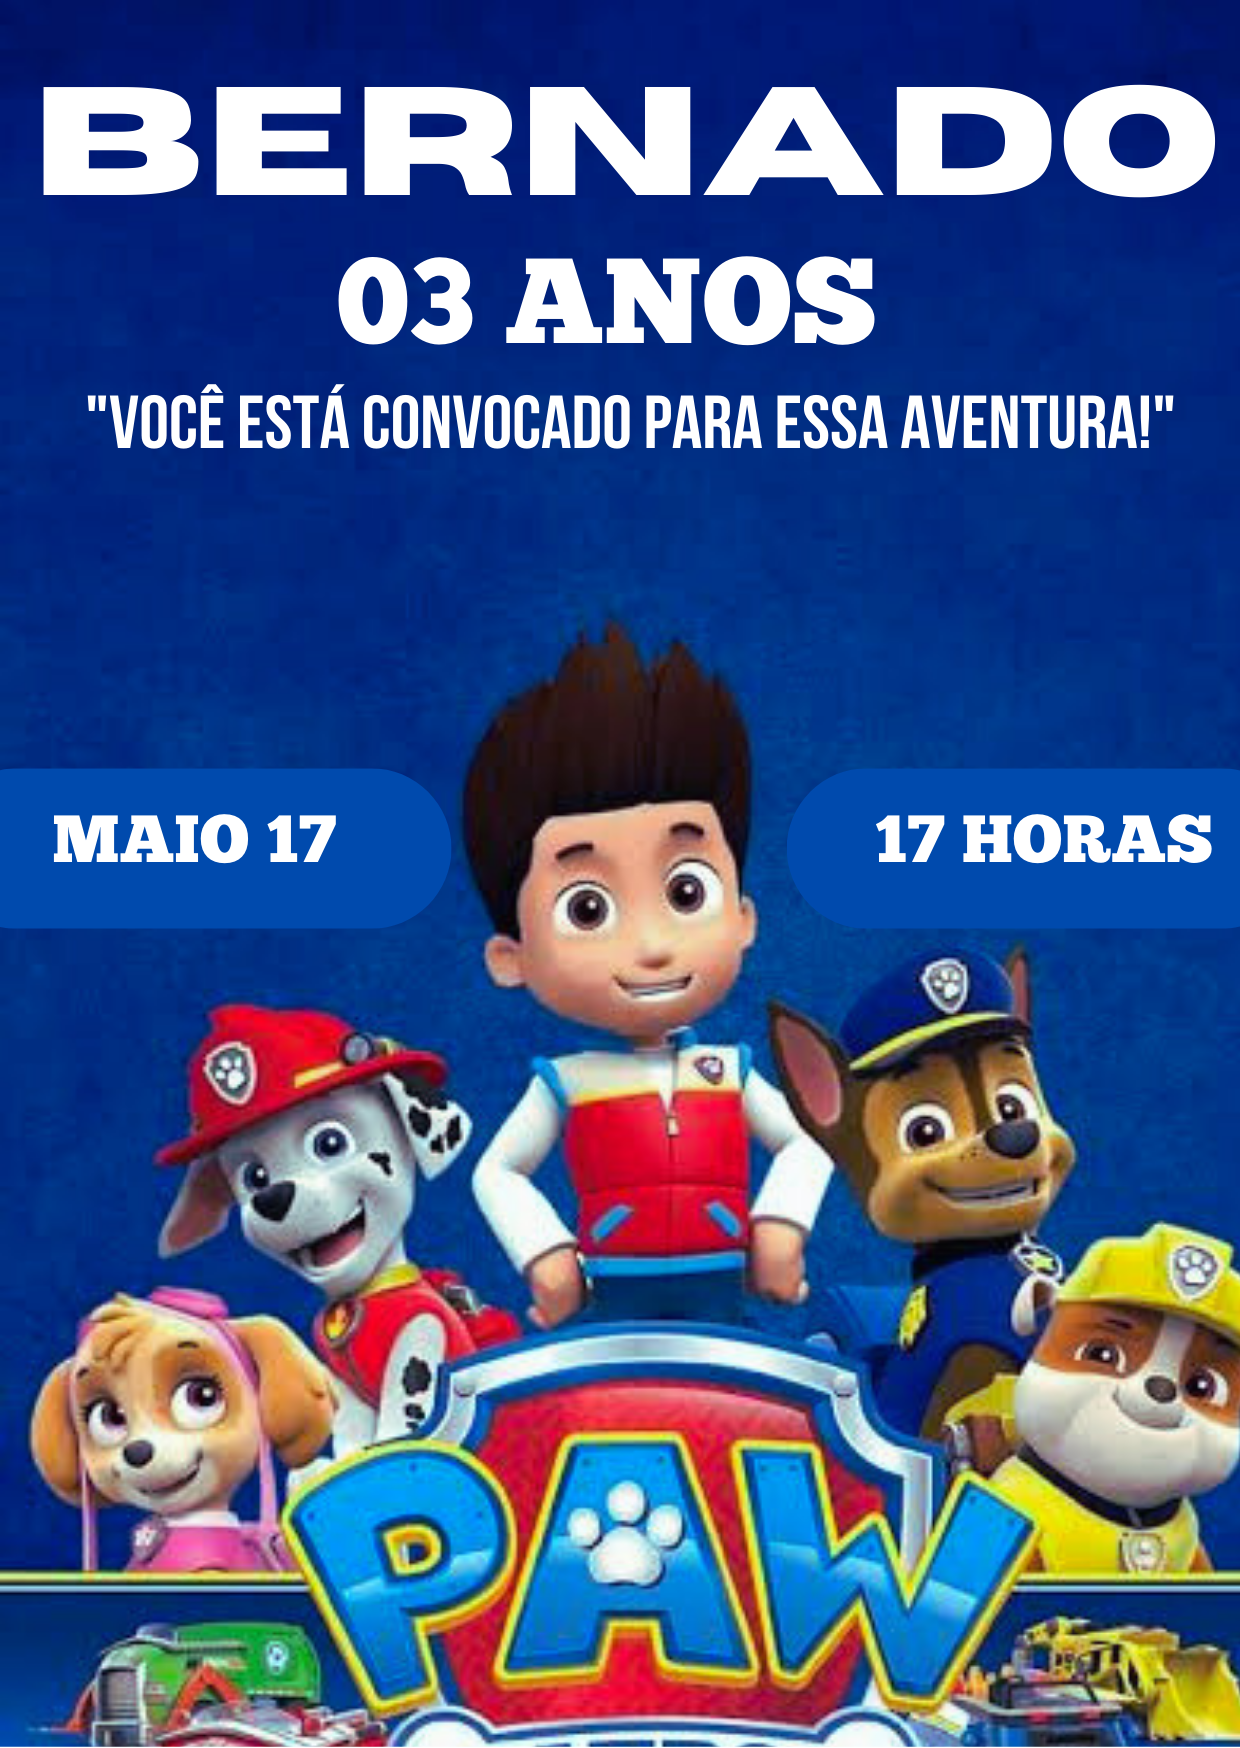 BERNADO
03 ANOS
"VOCÊ ESTÁ CONVOCADO PARA ESSA AVENTURA!"
MAIO 17
17 HORAS
PAW